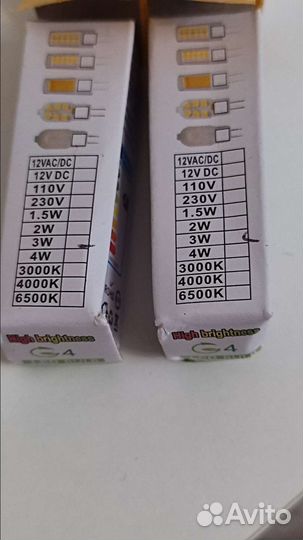 12VAC/DC
12V DC
110V
230V
1.5W
2W
3W
4W
3000K
4000K
6500K
High brightness
G4
12VAC/DC
12V DC
110V
230V
1.5W
2W
3W
4W
3000K
4000K
6500K
High brightness
G4
Avito